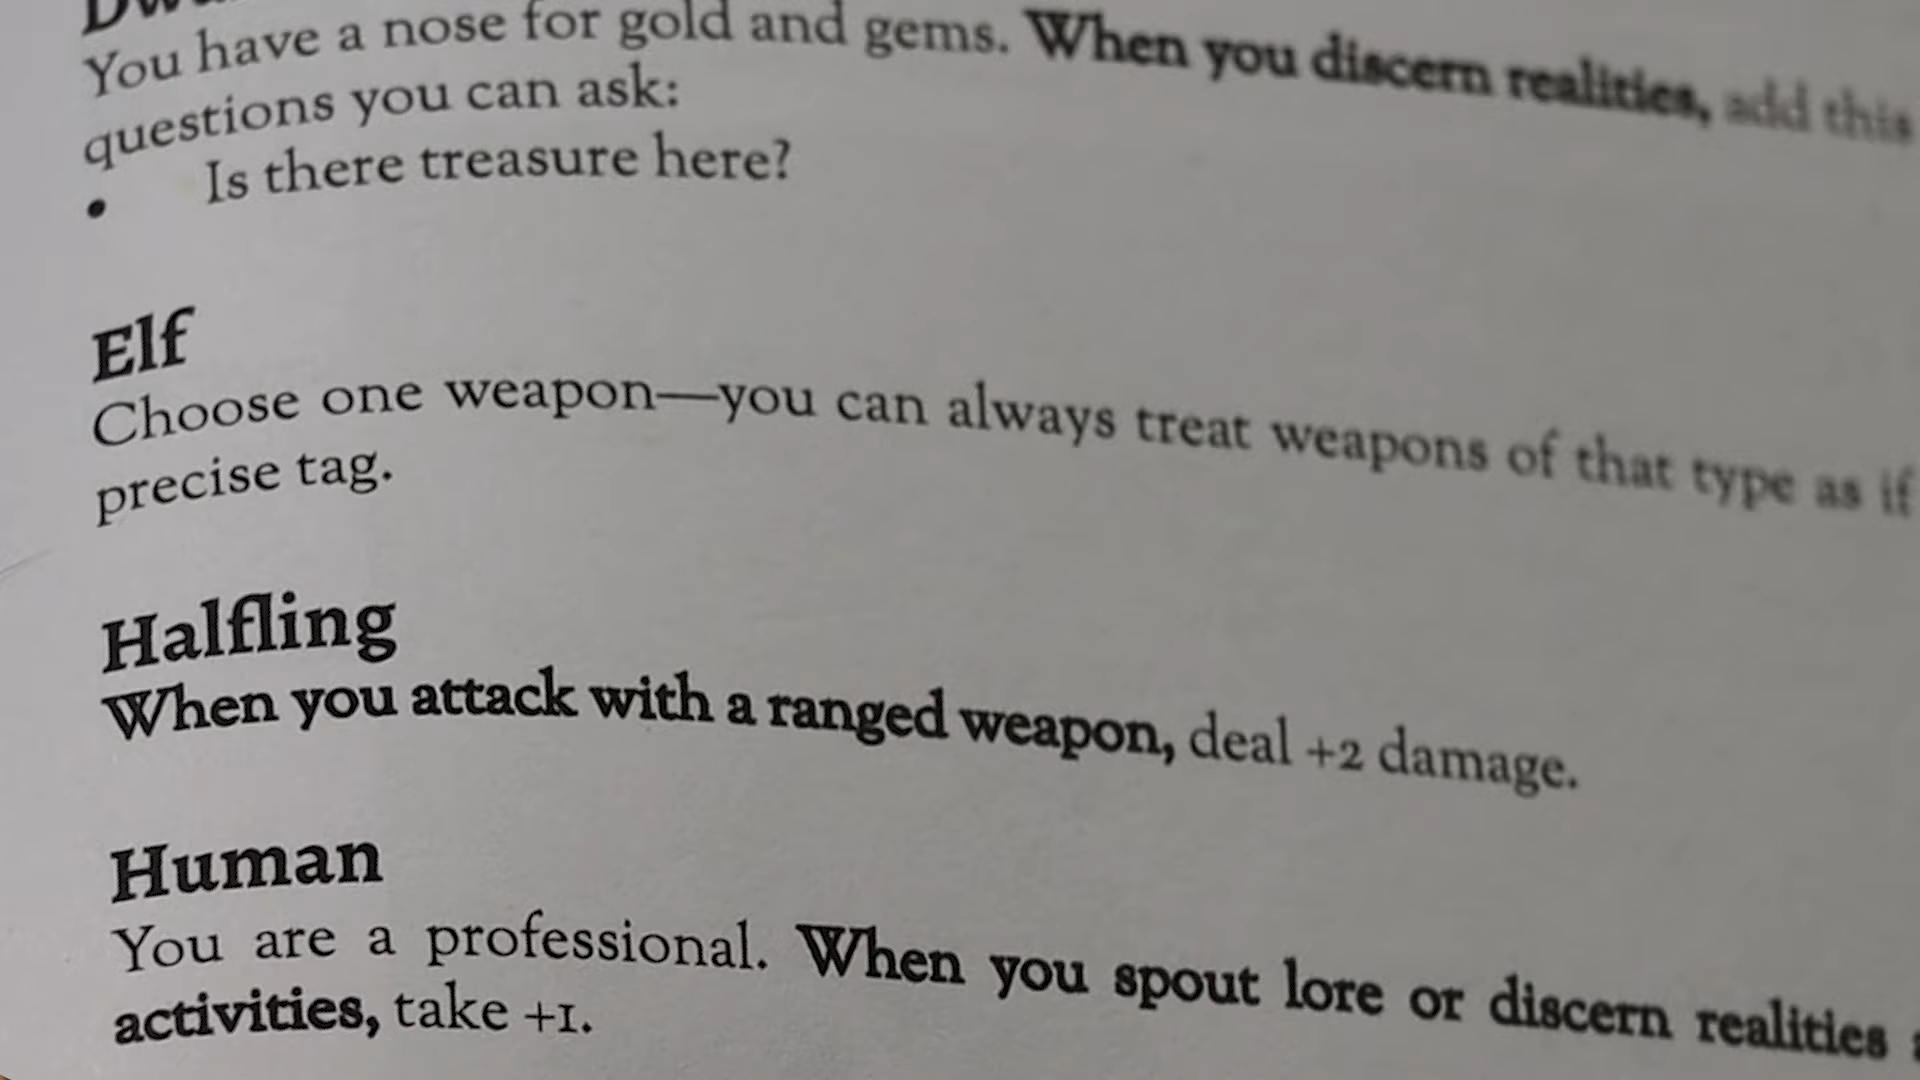 You have a nose for gold and gems. When you discern realities, add this
questions you can ask:
• Is there treasure here?
Elf
Choose one weapon—you can always treat weapons of that type as if
precise tag.
Halfling
When you attack with a ranged weapon, deal +2 damage.
Human
You are a professional. When you spout lore or discern realities
activities, take +1.